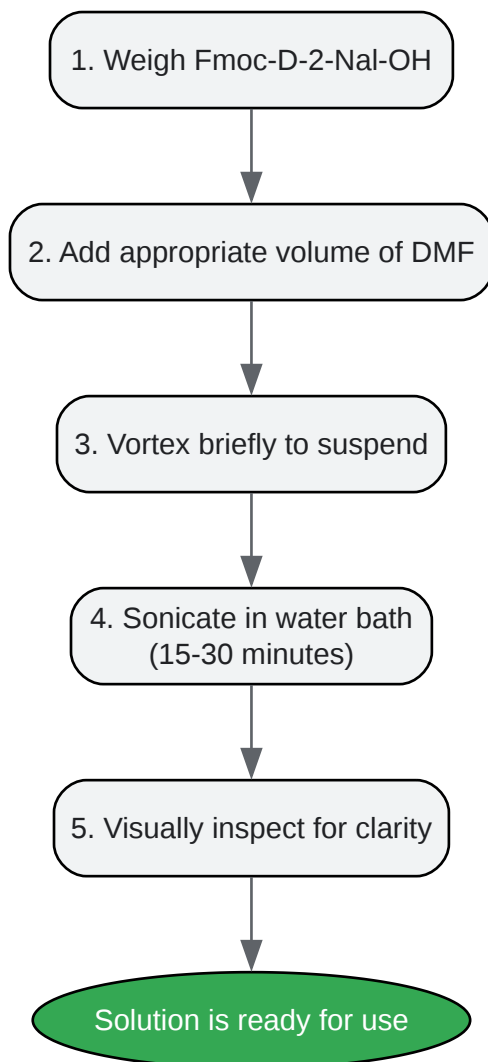 1. Weigh Fmoc-D-2-Nal-OH
2. Add appropriate volume of DMF
3. Vortex briefly to suspend
4. Sonicate in water bath
(15-30 minutes)
5. Visually inspect for clarity
Solution is ready for use